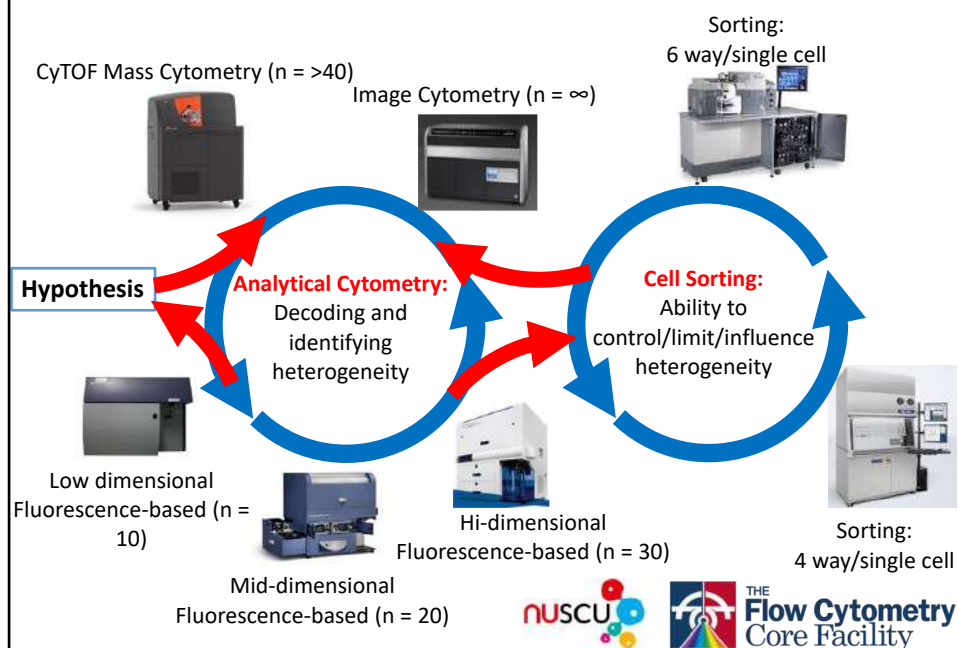 Sorting:
6 way/single cell
CyTOF Mass Cytometry (n = >40)
Image Cytometry (n = ∞)
Hypothesis
Analytical Cytometry:
Decoding and
identifying
heterogeneity
Cell Sorting:
Ability to
control/limit/influence
heterogeneity
Low dimensional
Fluorescence-based (n =
10)
Mid-dimensional
Fluorescence-based (n = 20)
Hi-dimensional
Fluorescence-based (n = 30)
Sorting:
4 way/single cell
nuscu
THE
Flow Cytometry
Core Facility